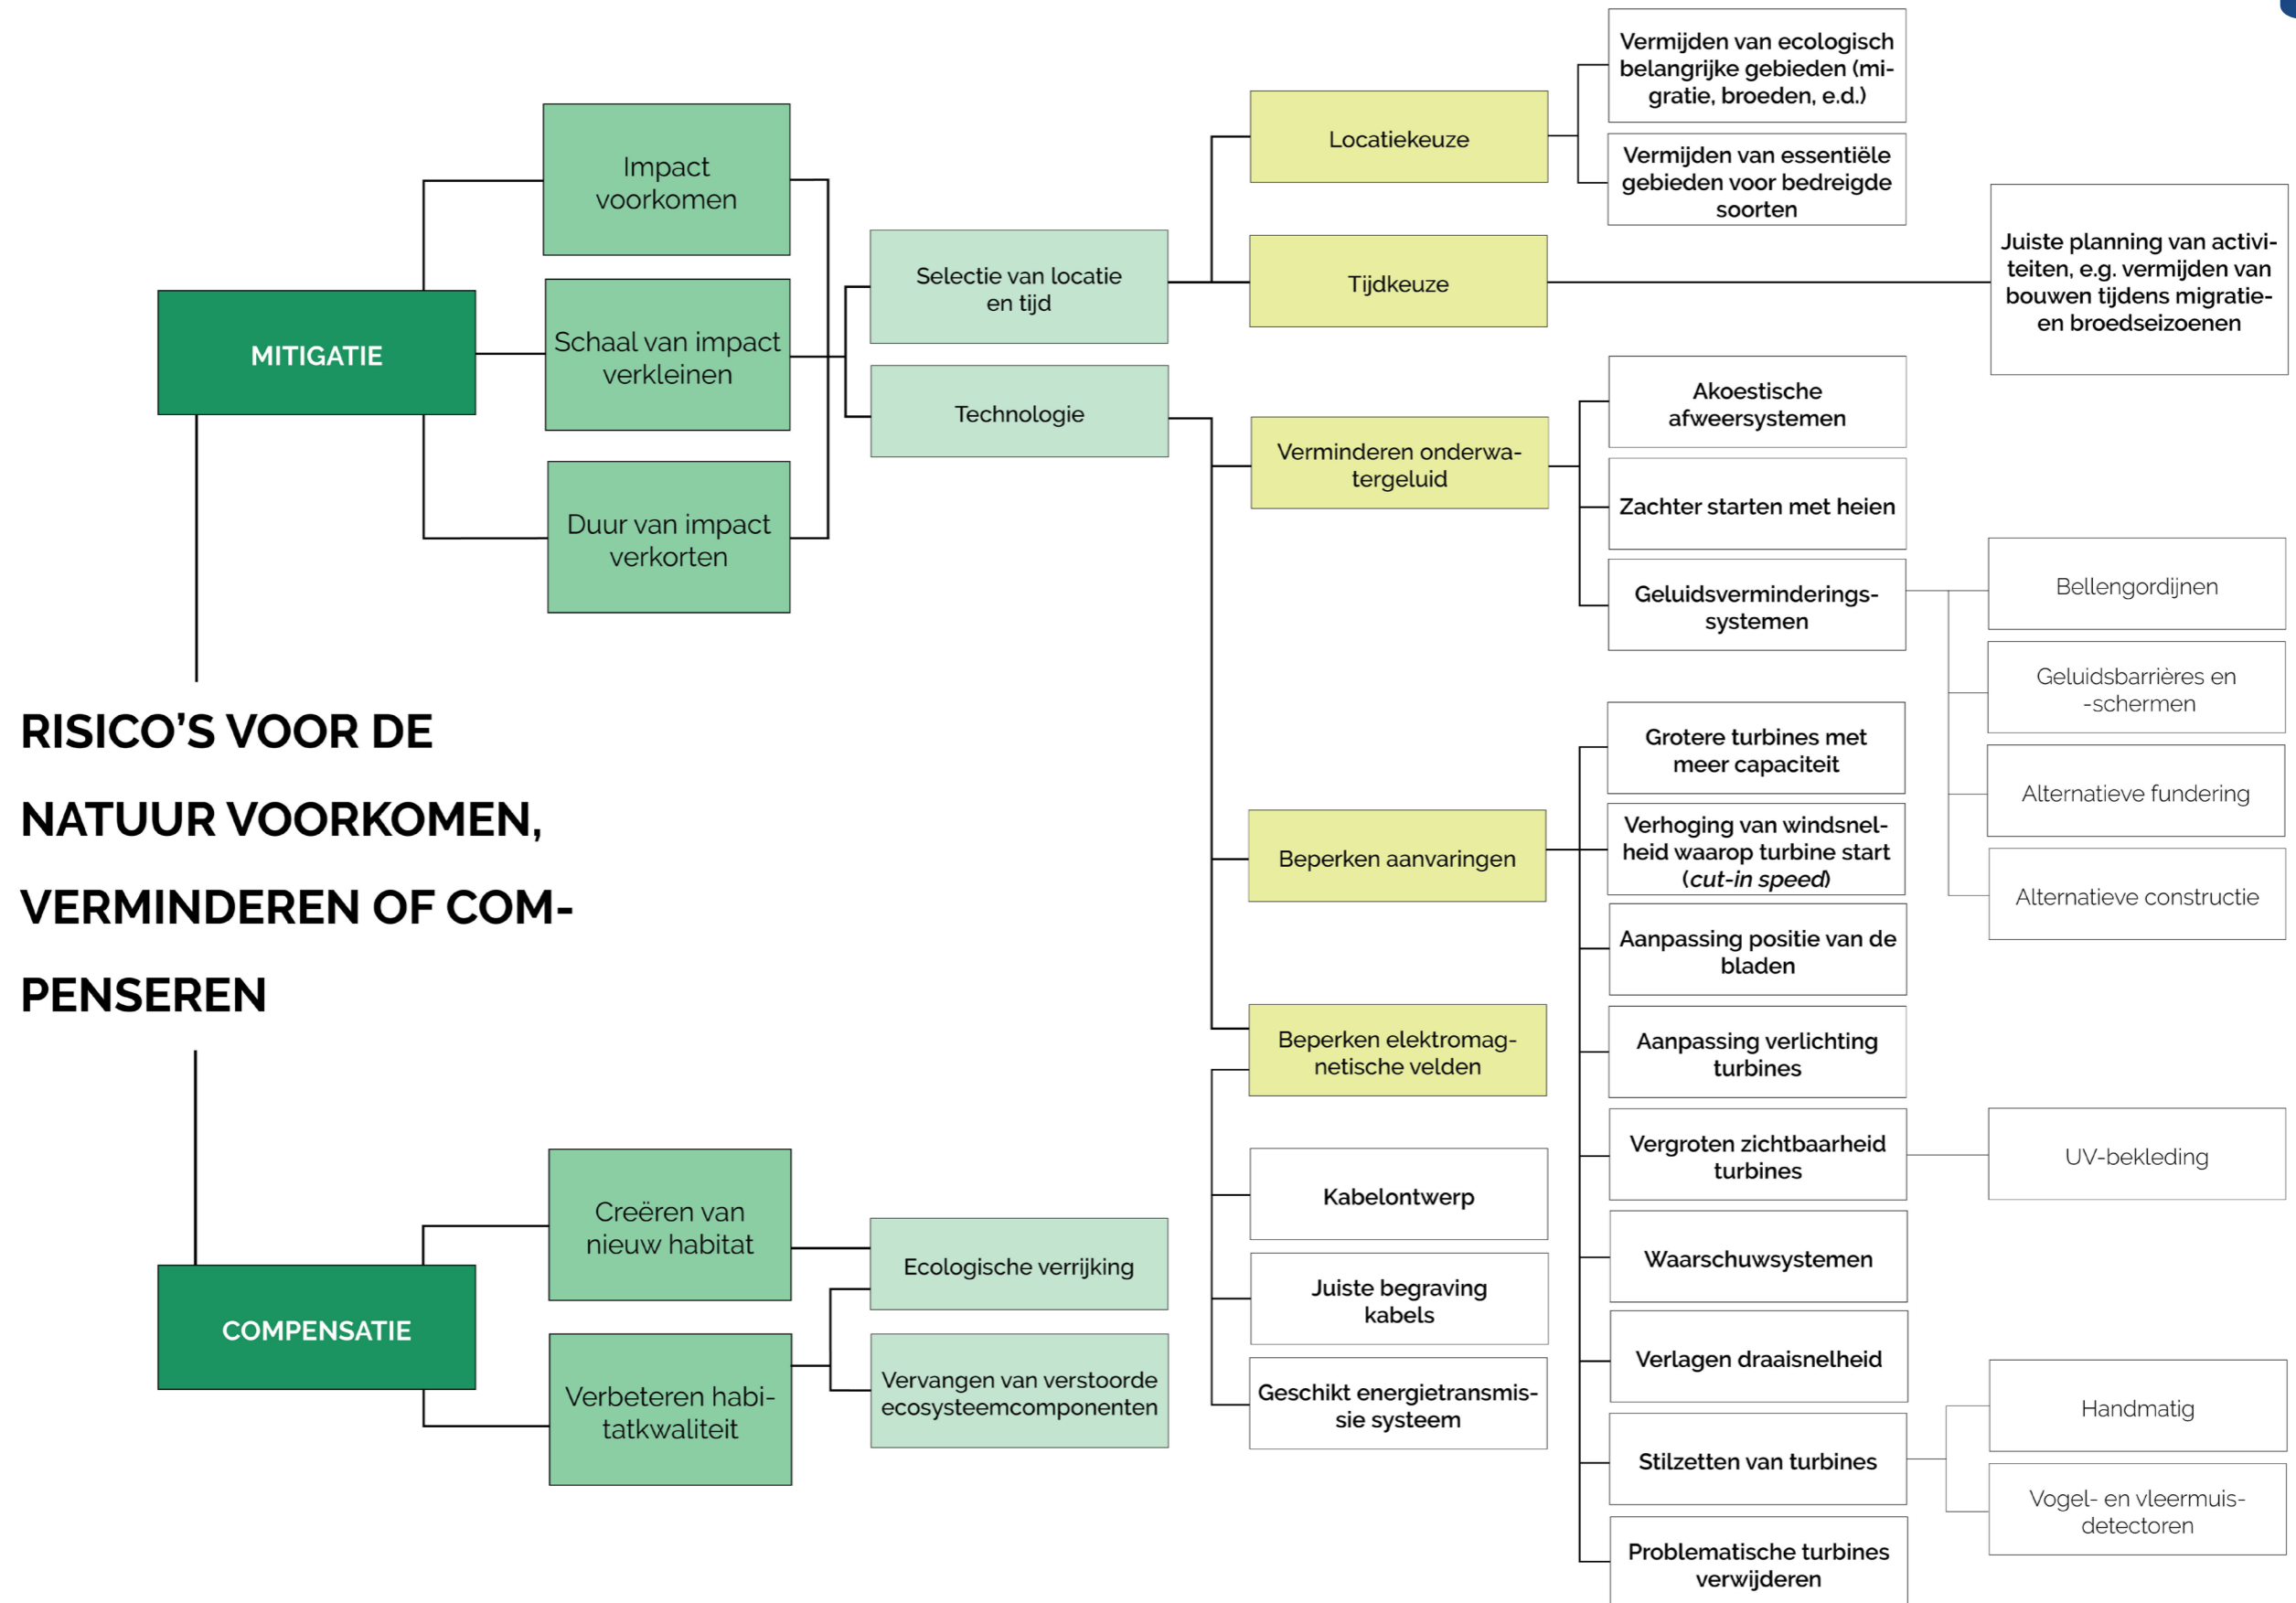 RISICO'S VOOR DE
NATUUR VOORKOMEN,
VERMINDEREN OF COM-
PENSEREN
MITIGATIE
Impact
voorkomen
Schaal van impact
verkleinen
Duur van impact
verkorten
Selectie van locatie
en tijd
Technologie
Locatiekeuze
Vermijden van ecologisch
belangrijke gebieden (mi-
gratie, broeden, e.d.)
Vermijden van essentiële
gebieden voor bedreigde
soorten
Tijdkeuze
Juiste planning van activi-
teiten, e.g. vermijden van
bouwen tijdens migratie-
en broedseizoenen
Verminderen onderwa-
tergeluid
Akoestische
afweersystemen
Zachter starten met heien
Geluidsverminderings-
systemen
Bellengordijnen
Geluidsbarrières en
-schermen
Alternatieve fundering
Alternatieve constructie
Beperken aanvaringen
Grotere turbines met
meer capaciteit
Verhoging van windsnel-
heid waarop turbine start
(cut-in speed)
Aanpassing positie van de
bladen
Aanpassing verlichting
turbines
Vergroten zichtbaarheid
turbines
UV-bekleding
Waarschuwsystemen
Verlagen draaisnelheid
Stilzetten van turbines
Handmatig
Vogel- en vleermuis-
detectoren
Problematische turbines
verwijderen
Beperken elektromag-
netische velden
Kabelontwerp
Juiste begraving
kabels
Geschikt energietransmis-
sie systeem
COMPENSATIE
Creëren van
nieuw habitat
Verbeteren habi-
tatkwaliteit
Ecologische verrijking
Vervangen van verstoorde
ecosysteemcomponenten